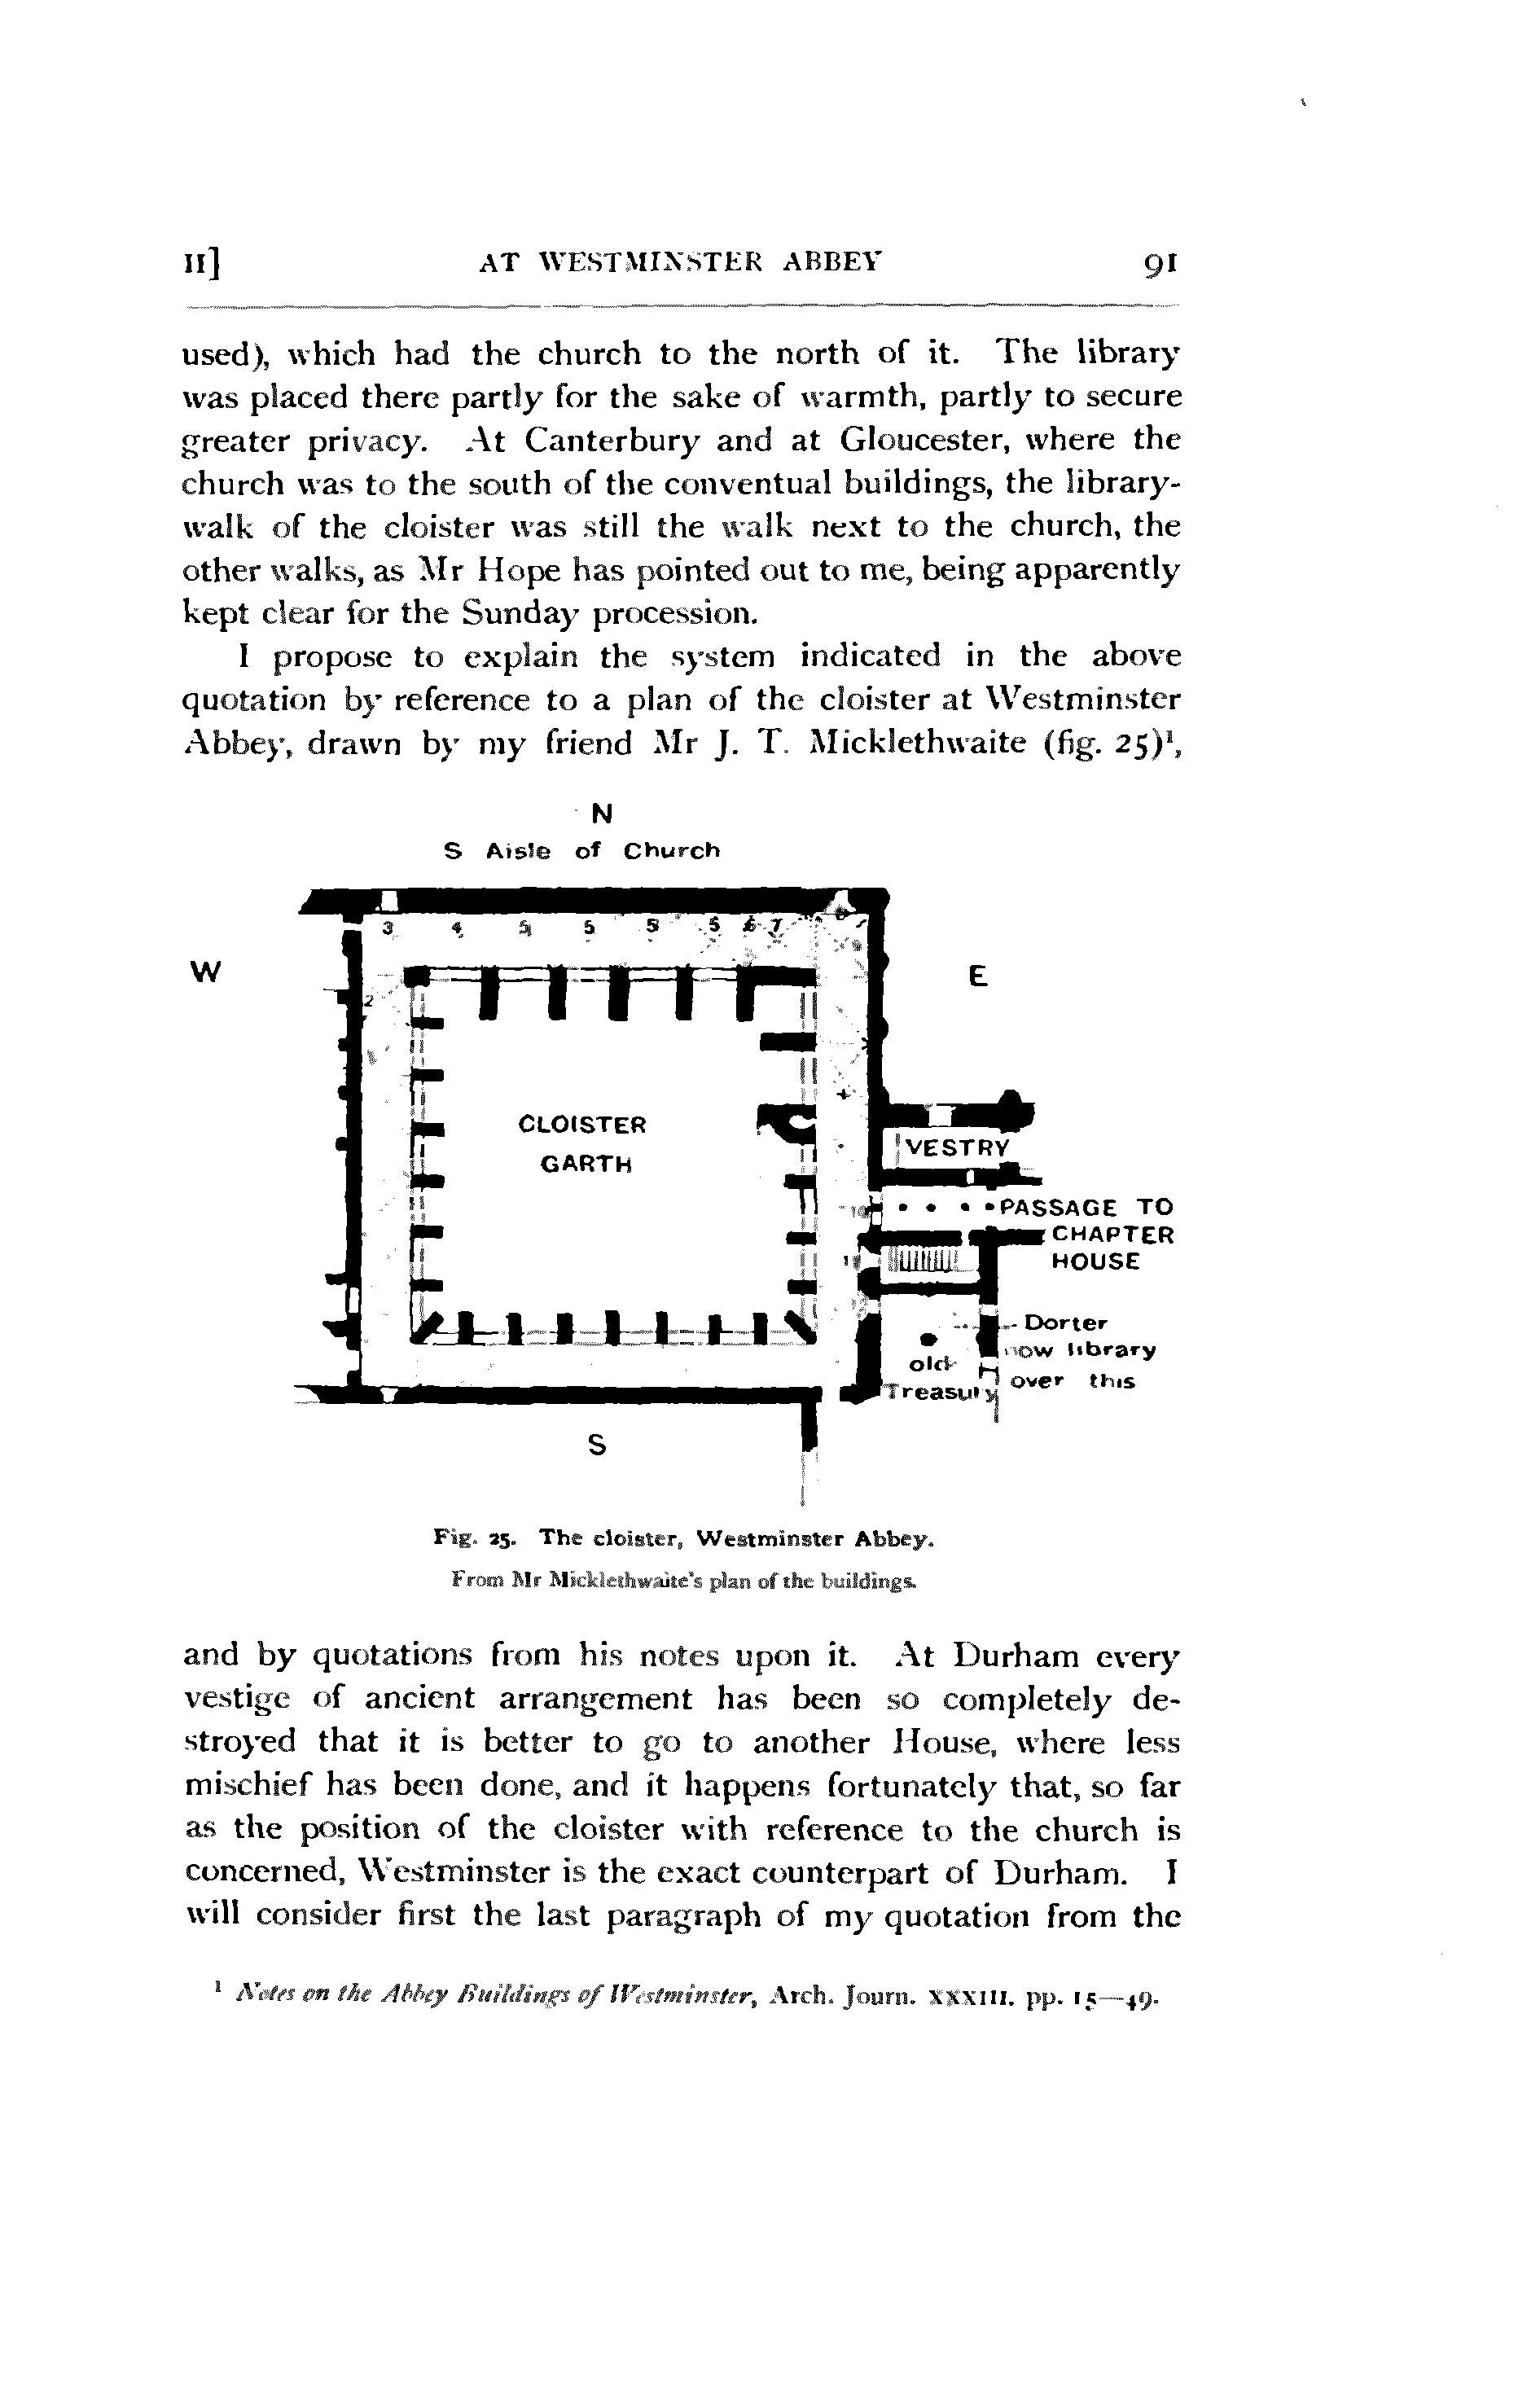 II] AT WESTMINSTER ABBEY 91
used), which had the church to the north of it. The library
was placed there partly for the sake of warmth, partly to secure
greater privacy. At Canterbury and at Gloucester, where the
church was to the south of the conventual buildings, the library-
walk of the cloister was still the walk next to the church, the
other walks, as Mr Hope has pointed out to me, being apparently
kept clear for the Sunday procession.
I propose to explain the system indicated in the above
quotation by reference to a plan of the cloister at Westminster
Abbey, drawn by my friend Mr J. T. Micklethwaite (fig. 25)¹,
N
S Aisle of Church
3 4 5 5 5 5 6 7
W
E
2
4
CLOISTER
GARTH
VESTRY
PASSAGE TO
CHAPTER
HOUSE
10
Dorter
now library
over this
old
Treasury
S
Fig. 25. The cloister, Westminster Abbey.
From Mr Micklethwaite's plan of the buildings.
and by quotations from his notes upon it. At Durham every
vestige of ancient arrangement has been so completely de-
stroyed that it is better to go to another House, where less
mischief has been done, and it happens fortunately that, so far
as the position of the cloister with reference to the church is
concerned, Westminster is the exact counterpart of Durham. I
will consider first the last paragraph of my quotation from the
¹ Notes on the Abbey Buildings of Westminster, Arch. Journ. XXXIII. pp. 15—49.